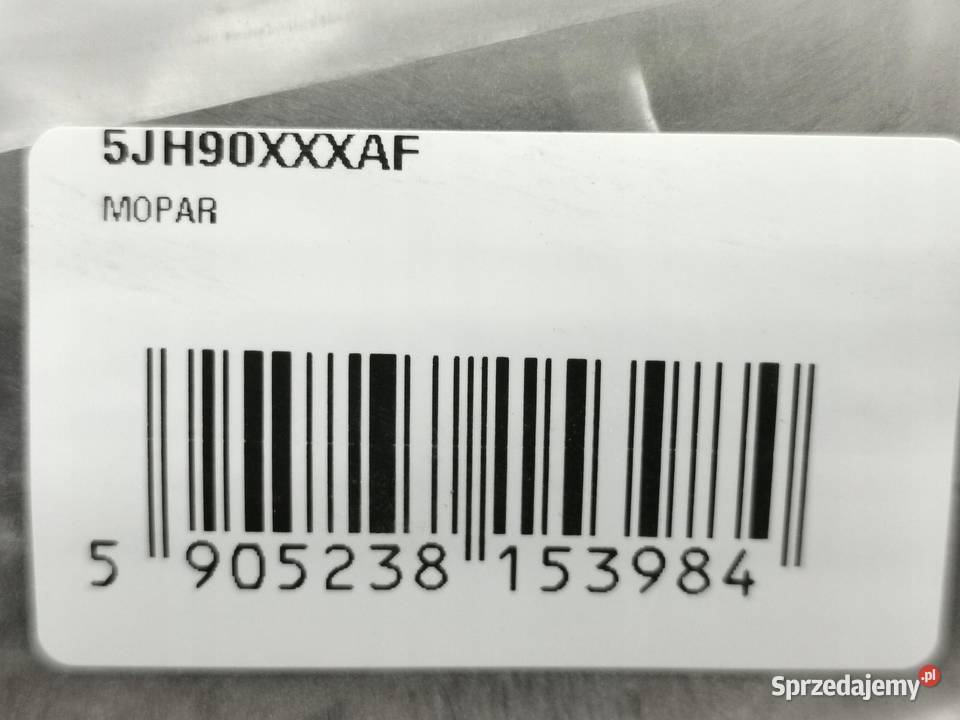 5JH90XXXAF
MOPAR
5 905238 153984
Sprzedajemy.pl